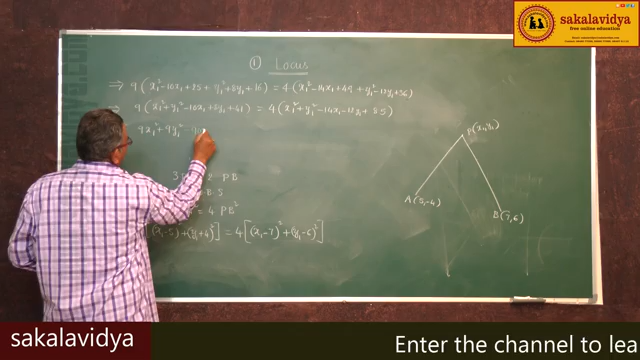 sakalavidya
free online education
① Locus
⇒ 9(x₁²-10x₁+25+y₁²+8y₁+16) = 4(x₁²-14x₁+49+y₁²-12y₁+36)
⇒ 9(x₁²+y₁²-10x₁+8y₁+41) = 4(x₁²+y₁²-14x₁-12y₁+85)
9x₁²+9y₁²-90
P(x₁,y₁)
3 2 PB
A(5,-4)
B(7,6)
= 4 PB²
[(x₁-5)²+(y₁+4)²] = 4[(x₁-7)²+(y₁-6)²]
sakalavidya
Enter the channel to lea